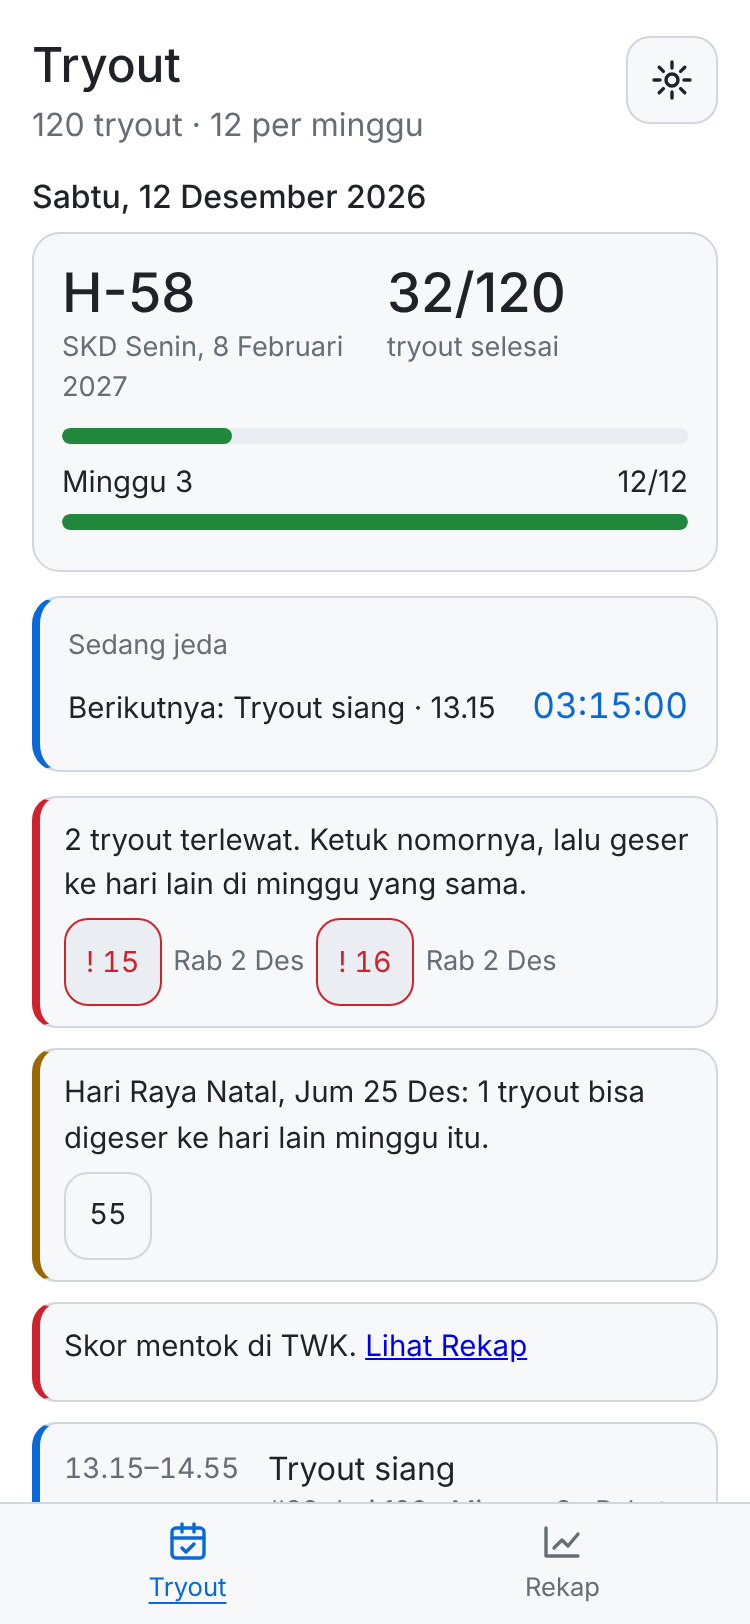 Tryout
120 tryout · 12 per minggu
Sabtu, 12 Desember 2026
H-58
32/120
SKD Senin, 8 Februari
2027
tryout selesai
Minggu 3
12/12
Sedang jeda
Berikutnya: Tryout siang · 13.15
03:15:00
2 tryout terlewat. Ketuk nomornya, lalu geser
ke hari lain di minggu yang sama.
! 15 Rab 2 Des ! 16 Rab 2 Des
Hari Raya Natal, Jum 25 Des: 1 tryout bisa
digeser ke hari lain minggu itu.
55
Skor mentok di TWK. Lihat Rekap
13.15–14.55 Tryout siang
Tryout
Rekap